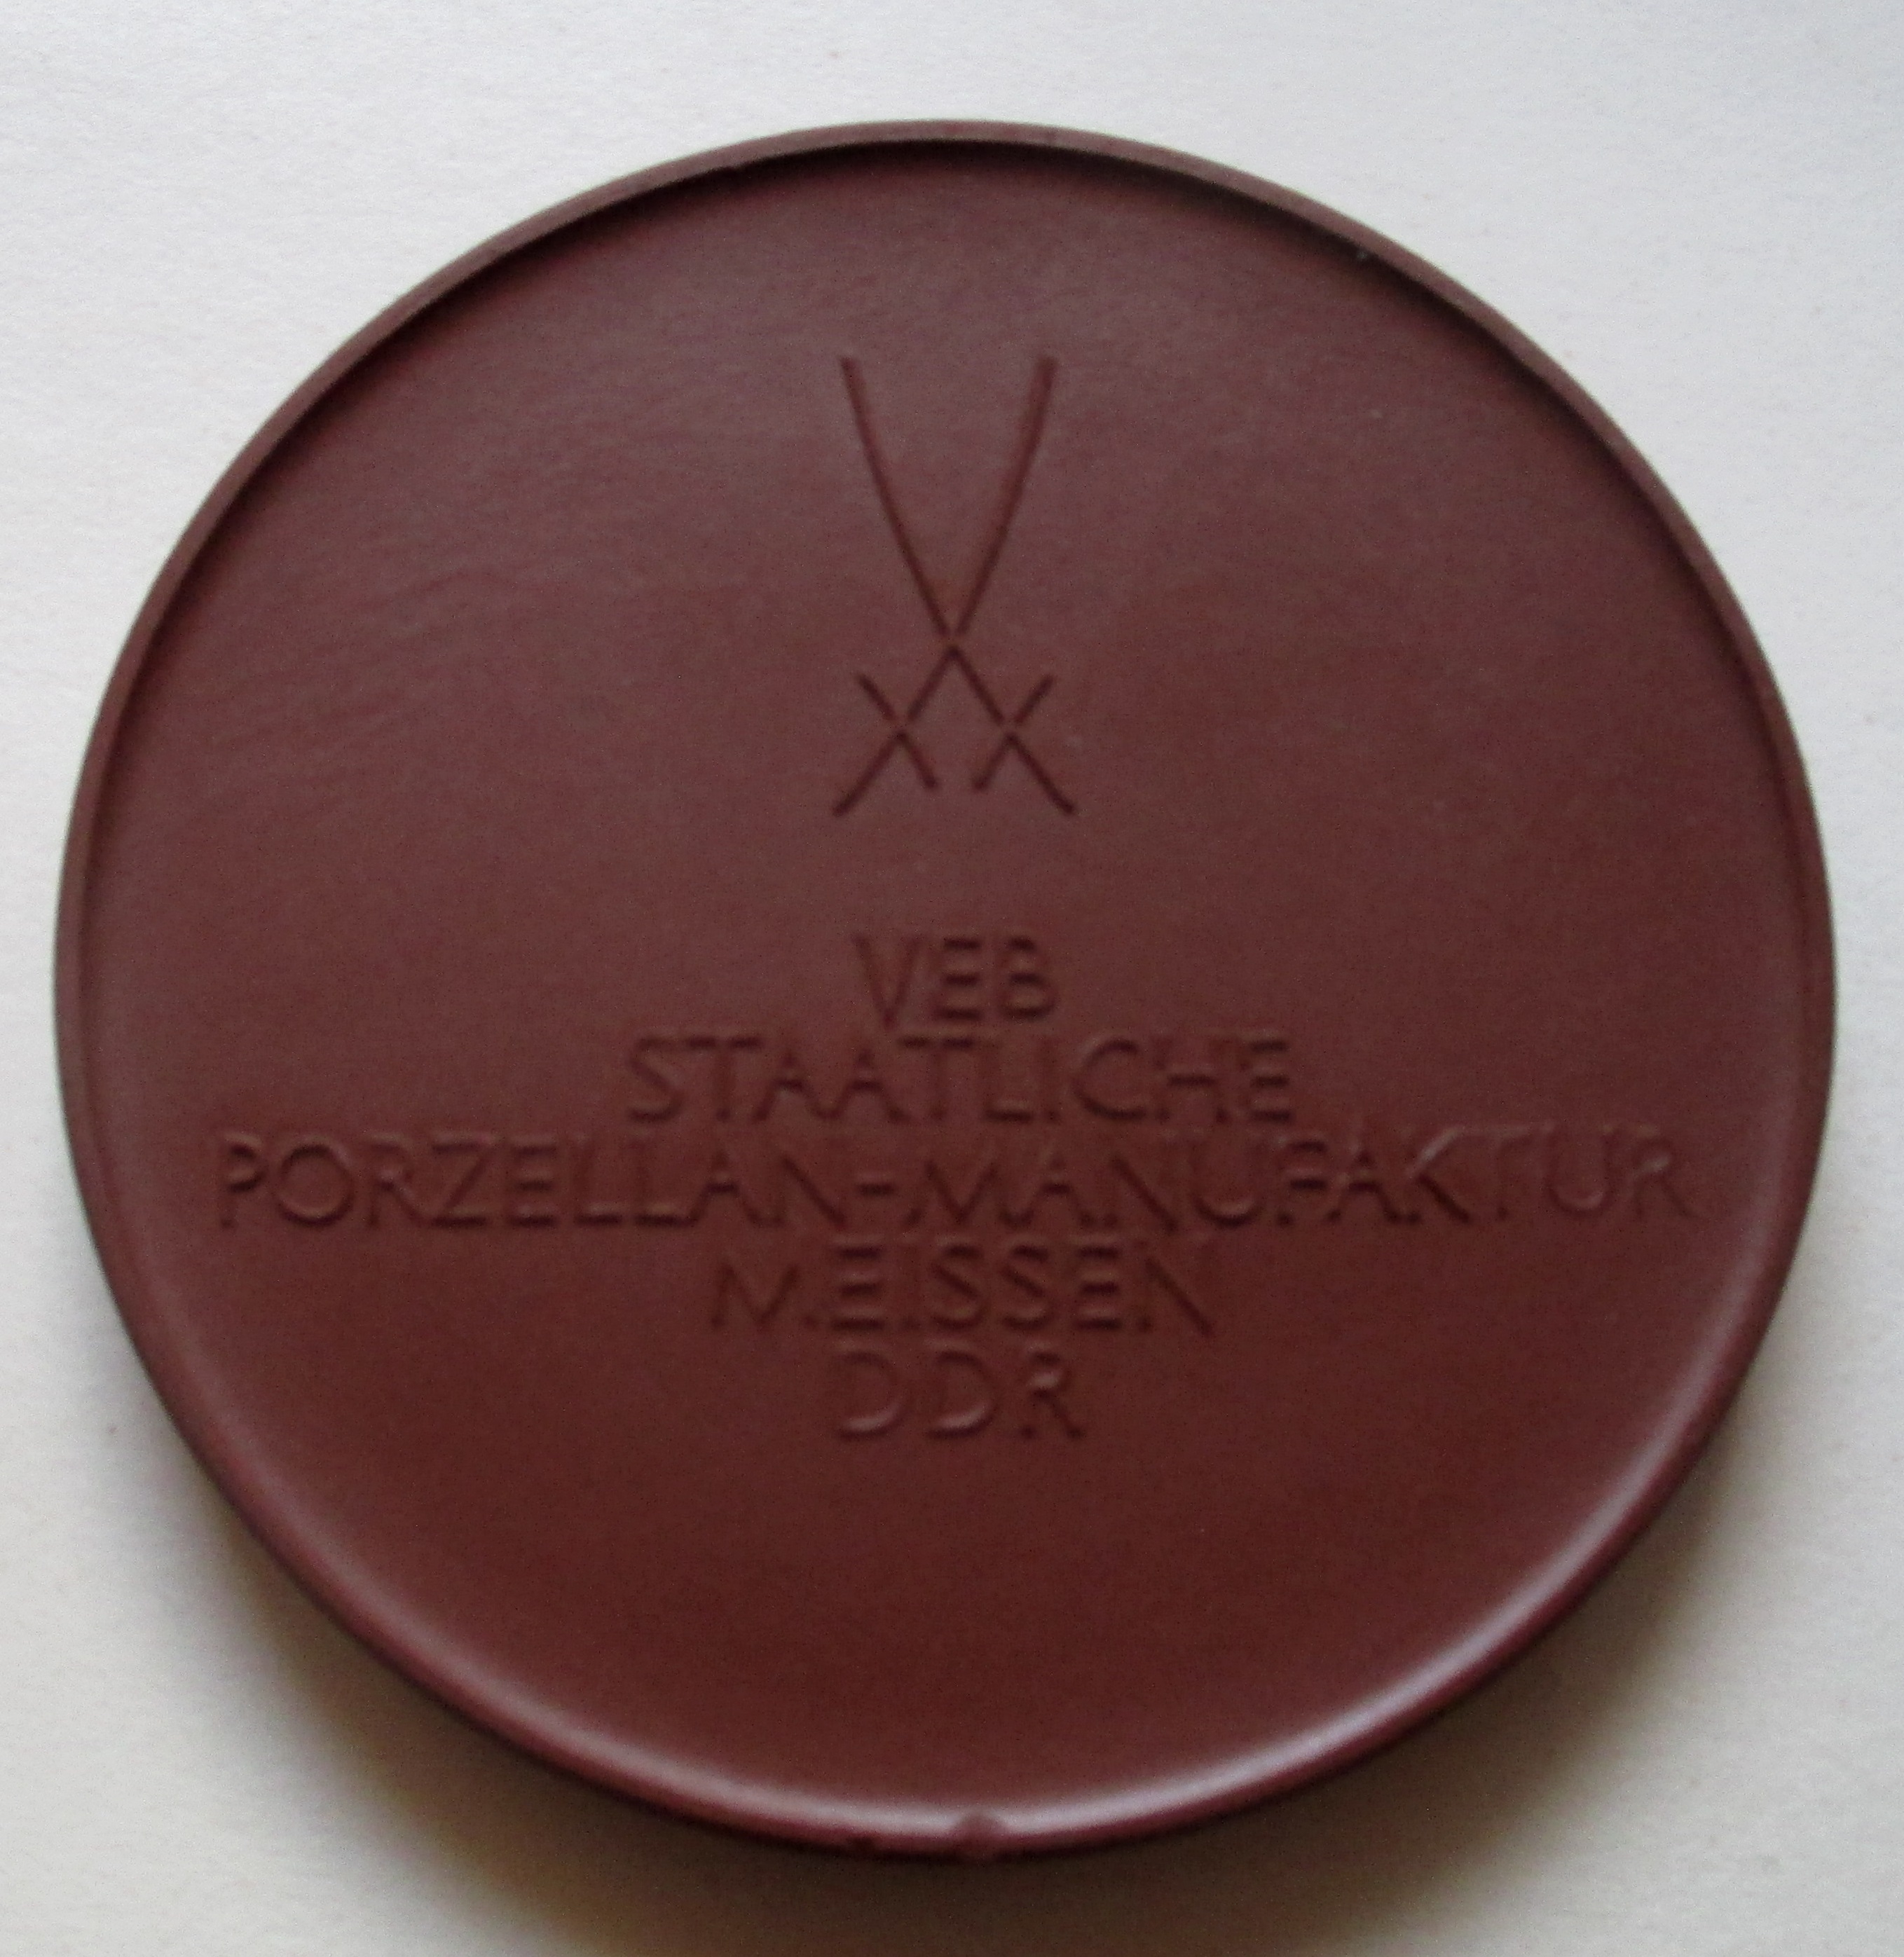 VEB
STAATLICHE
PORZELLAN-MANUFAKTUR
MEISSEN
DDR